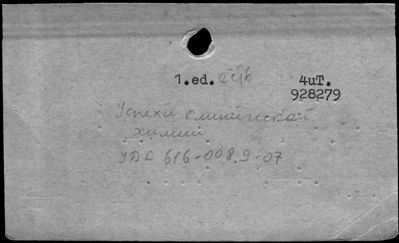 1.ed. 4uT.
928279
Успехи клинической
химии
УДК 616-008.9-07